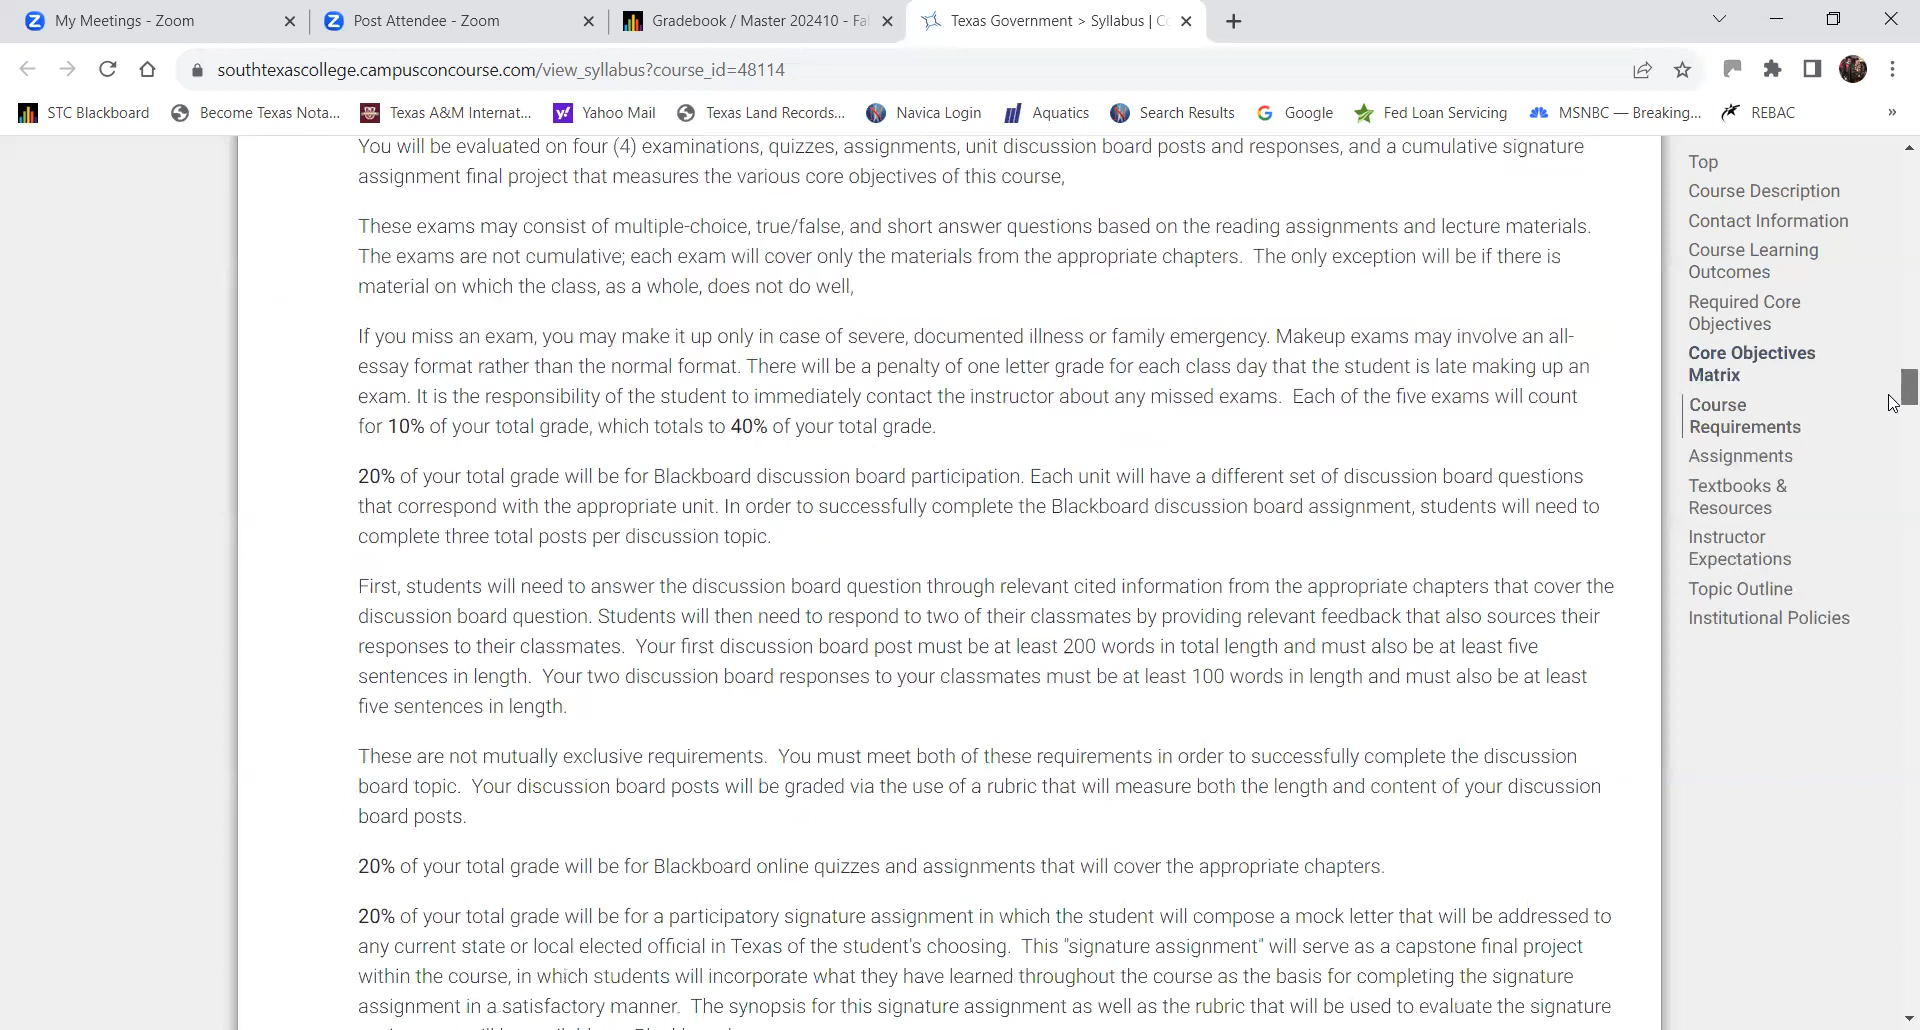 My Meetings - Zoom
Post Attendee - Zoom
Gradebook / Master 202410 - Fal
Texas Government > Syllabus | Co
southtexascollege.campusconcourse.com/view_syllabus?course_id=48114
STC Blackboard
Become Texas Nota...
Texas A&M Internat...
Yahoo Mail
Texas Land Records...
Navica Login
Aquatics
Search Results
Google
Fed Loan Servicing
MSNBC — Breaking...
REBAC
»
You will be evaluated on four (4) examinations, quizzes, assignments, unit discussion board posts and responses, and a cumulative signature
assignment final project that measures the various core objectives of this course,
These exams may consist of multiple-choice, true/false, and short answer questions based on the reading assignments and lecture materials.
The exams are not cumulative; each exam will cover only the materials from the appropriate chapters. The only exception will be if there is
material on which the class, as a whole, does not do well,
If you miss an exam, you may make it up only in case of severe, documented illness or family emergency. Makeup exams may involve an all-
essay format rather than the normal format. There will be a penalty of one letter grade for each class day that the student is late making up an
exam. It is the responsibility of the student to immediately contact the instructor about any missed exams. Each of the five exams will count
for 10% of your total grade, which totals to 40% of your total grade.
20% of your total grade will be for Blackboard discussion board participation. Each unit will have a different set of discussion board questions
that correspond with the appropriate unit. In order to successfully complete the Blackboard discussion board assignment, students will need to
complete three total posts per discussion topic.
First, students will need to answer the discussion board question through relevant cited information from the appropriate chapters that cover the
discussion board question. Students will then need to respond to two of their classmates by providing relevant feedback that also sources their
responses to their classmates. Your first discussion board post must be at least 200 words in total length and must also be at least five
sentences in length. Your two discussion board responses to your classmates must be at least 100 words in length and must also be at least
five sentences in length.
These are not mutually exclusive requirements. You must meet both of these requirements in order to successfully complete the discussion
board topic. Your discussion board posts will be graded via the use of a rubric that will measure both the length and content of your discussion
board posts.
20% of your total grade will be for Blackboard online quizzes and assignments that will cover the appropriate chapters.
20% of your total grade will be for a participatory signature assignment in which the student will compose a mock letter that will be addressed to
any current state or local elected official in Texas of the student's choosing. This "signature assignment" will serve as a capstone final project
within the course, in which students will incorporate what they have learned throughout the course as the basis for completing the signature
assignment in a satisfactory manner. The synopsis for this signature assignment as well as the rubric that will be used to evaluate the signature
Top
Course Description
Contact Information
Course Learning
Outcomes
Required Core
Objectives
Core Objectives
Matrix
Course
Requirements
Assignments
Textbooks &
Resources
Instructor
Expectations
Topic Outline
Institutional Policies